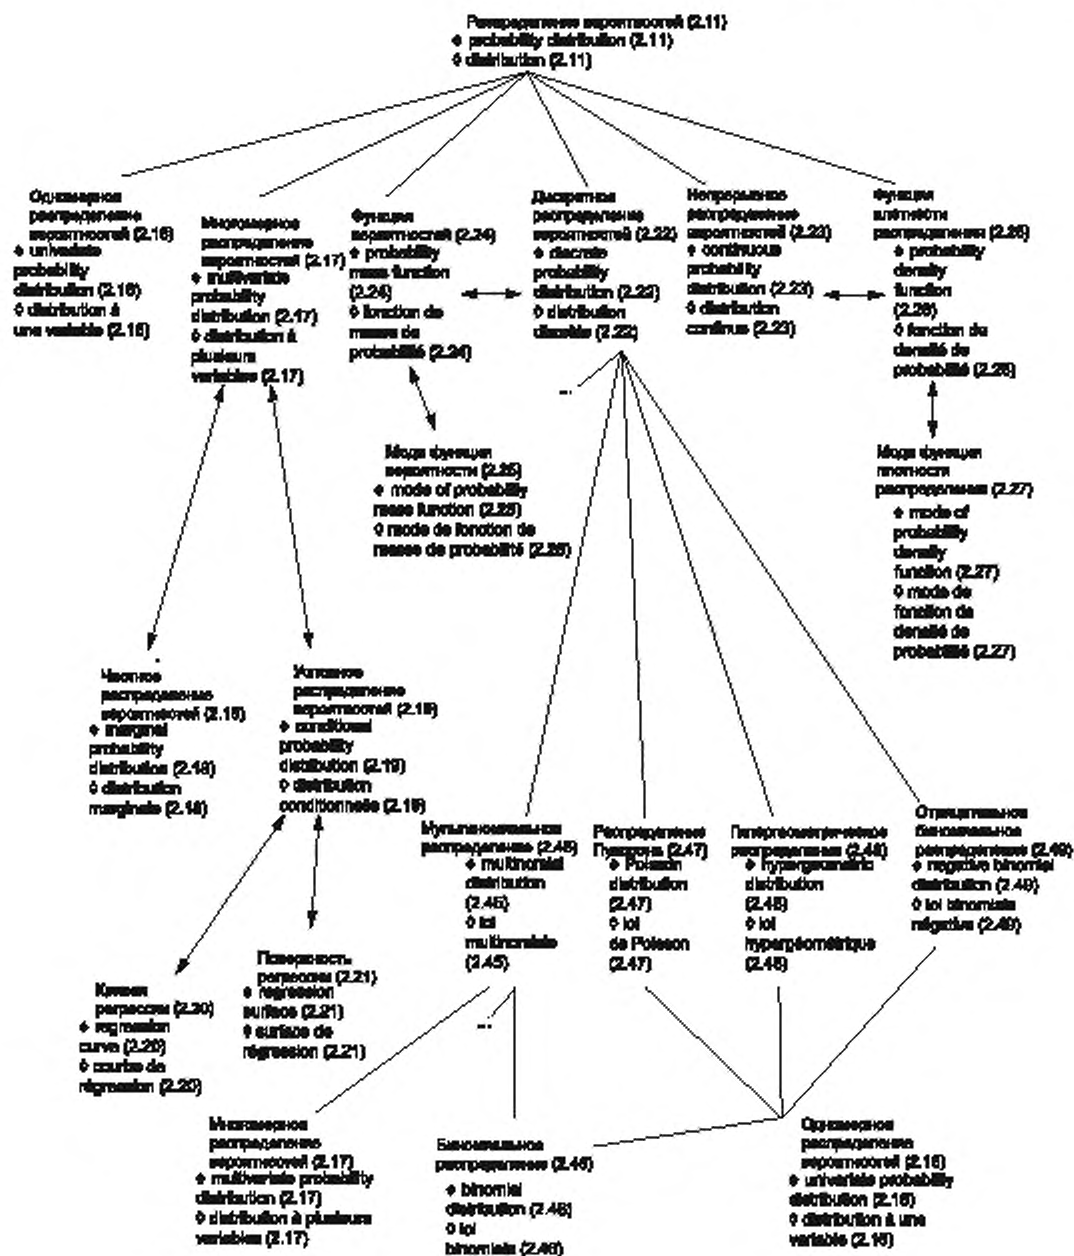 Распределение вероятностей (2.11)
♦ probability distribution (2.11)
◊ distribution (2.11)
Одномерное
распределение
вероятностей (2.16)
♦ univariate
probability
distribution (2.16)
◊ distribution à
une variable (2.16)
Многомерное
распределение
вероятностей (2.17)
♦ multivariate
probability
distribution (2.17)
◊ distribution à
plusieurs
variables (2.17)
Функция
вероятностей (2.24)
♦ probability
mass function
(2.24)
◊ fonction de
masse de
probabilité (2.24)
Дискретное
распределение
вероятностей (2.22)
♦ discrete
probability
distribution (2.22)
◊ distribution
discrète (2.22)
Непрерывное
распределение
вероятностей (2.23)
♦ continuous
probability
distribution (2.23)
◊ distribution
continue (2.23)
Функция
плотности
распределения (2.26)
♦ probability
density
function
(2.26)
◊ fonction de
densité de
probabilité (2.26)
...
Мода функции
вероятности (2.25)
♦ mode of probability
mass function (2.25)
◊ mode de fonction de
masse de probabilité (2.25)
Мода функции
плотности
распределения (2.27)
♦ mode of
probability
density
function (2.27)
◊ mode de
fonction de
densité de
probabilité (2.27)
Частное
распределение
вероятностей (2.18)
♦ marginal
probability
distribution (2.18)
◊ distribution
marginale (2.18)
Условное
распределение
вероятностей (2.19)
♦ conditional
probability
distribution (2.19)
◊ distribution
conditionnelle (2.19)
Мультиномиальное
распределение (2.45)
♦ multinomial
distribution
(2.45)
◊ loi
multinomiale
(2.45)
Распределение
Пуассона (2.47)
♦ Poisson
distribution
(2.47)
◊ loi
de Poisson
(2.47)
Гипергеометрическое
распределение (2.48)
♦ hypergeometric
distribution
(2.48)
◊ loi
hypergéométrique
(2.48)
Отрицательное
биномиальное
распределение (2.49)
♦ negative binomial
distribution (2.49)
◊ loi binomiale
négative (2.49)
Кривая
регрессии (2.20)
♦ regression
curve (2.20)
◊ courbe de
régression (2.20)
Поверхность
регрессии (2.21)
♦ regression
surface (2.21)
◊ surface de
régression (2.21)
...
Многомерное
распределение
вероятностей (2.17)
♦ multivariate probability
distribution (2.17)
◊ distribution à plusieurs
variables (2.17)
Биномиальное
распределение (2.46)
♦ binomial
distribution (2.46)
◊ loi
binomiale (2.46)
Одномерное
распределение
вероятностей (2.16)
♦ univariate probability
distribution (2.16)
◊ distribution à une
variable (2.16)